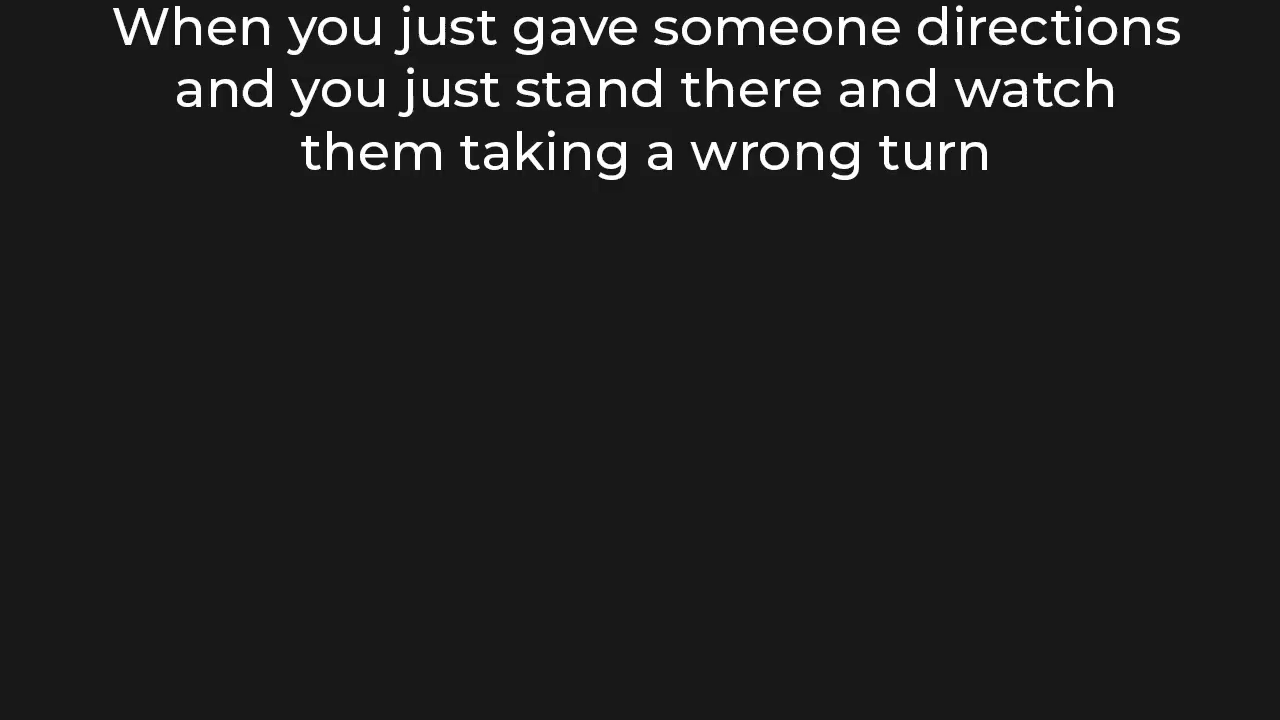 When you just gave someone directions
and you just stand there and watch
them taking a wrong turn